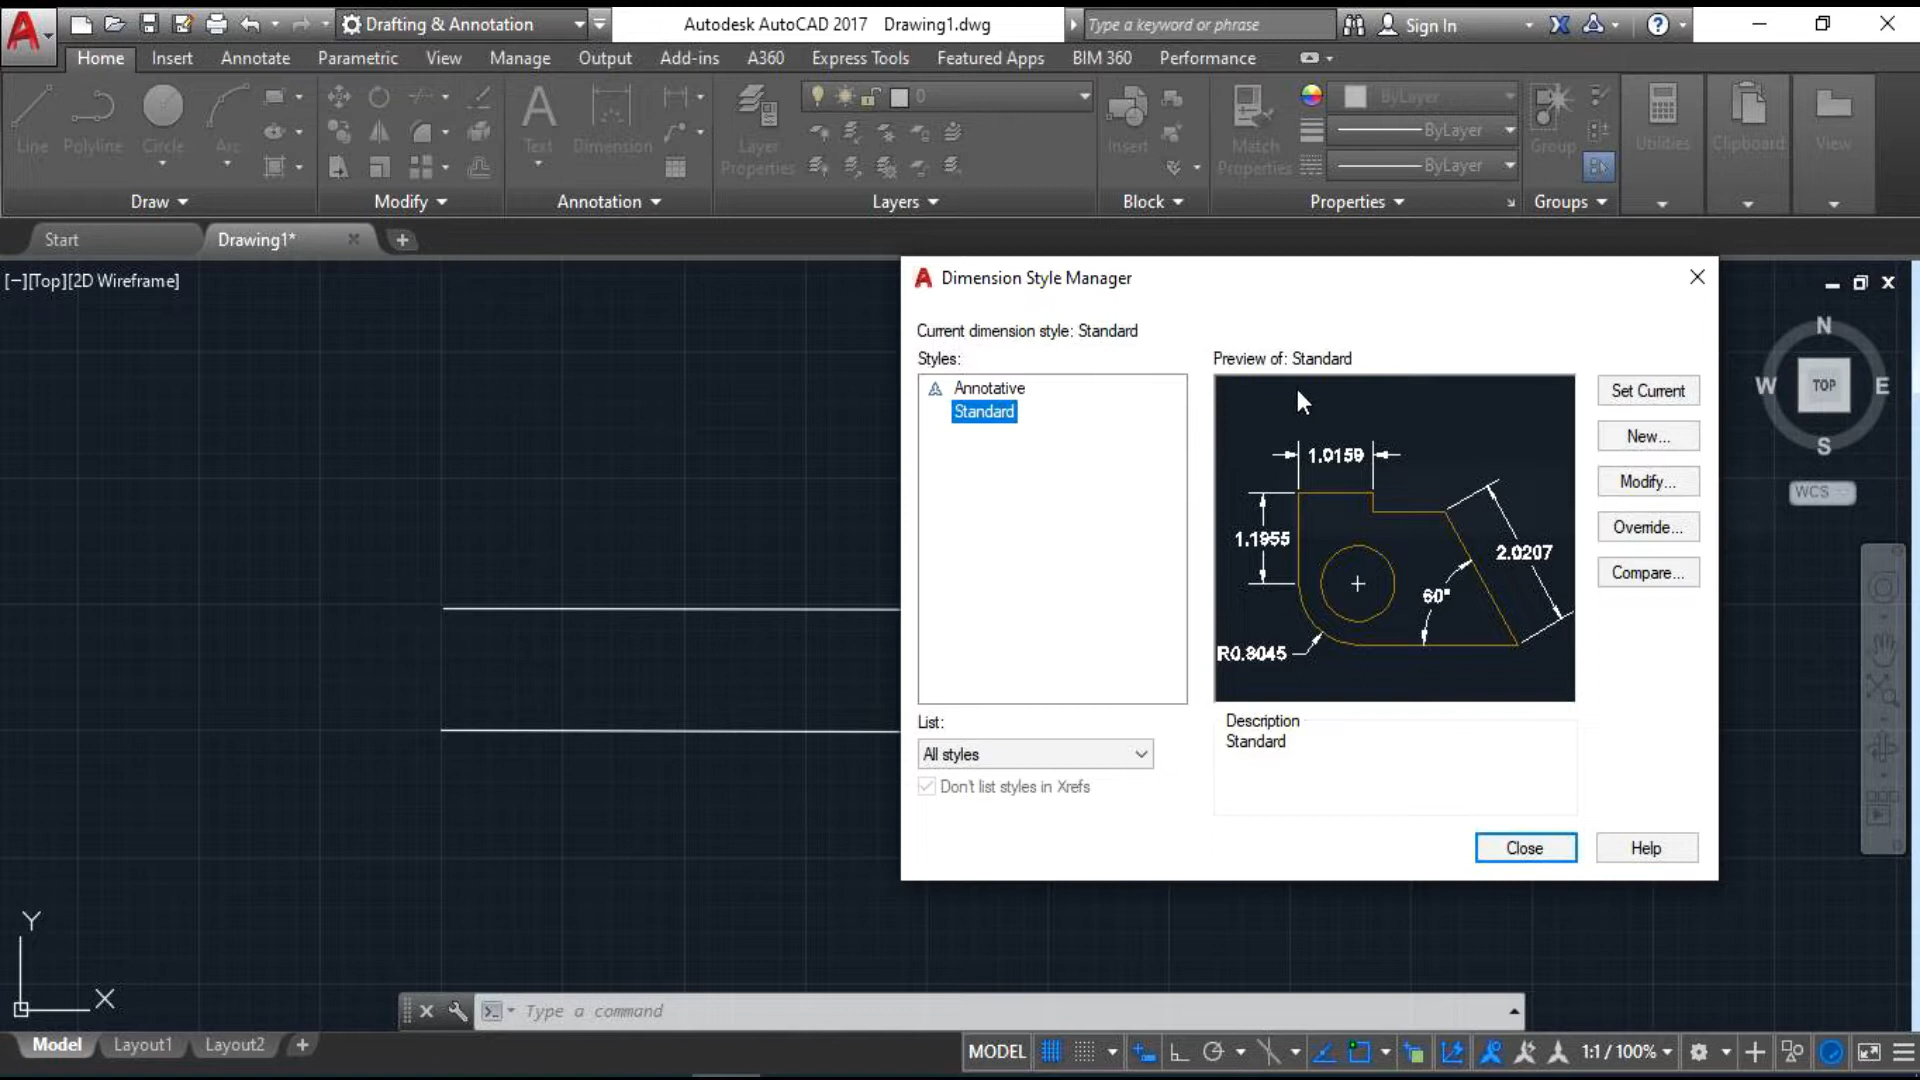 Drafting & Annotation
Autodesk AutoCAD 2017 Drawing1.dwg
Type a keyword or phrase
Sign In
Home Insert Annotate Parametric View Manage Output Add-ins A360 Express Tools Featured Apps BIM 360 Performance
0
ByLayer
ByLayer
ByLayer
Line Polyline Circle Arc
Text Dimension
Layer Properties
Insert
Match Properties
Group
Utilities
Clipboard
View
Draw Modify Annotation Layers Block Properties Groups
Start Drawing1*
[−][Top][2D Wireframe]
Dimension Style Manager
Current dimension style: Standard
Styles:
Annotative
Standard
Preview of: Standard
1.0159
1.1955
2.0207
60°
R0.8045
Set Current
New...
Modify...
Override...
Compare...
List:
All styles
Don't list styles in Xrefs
Description
Standard
Close
Help
N
W TOP E
S
WCS
Y
X
Type a command
Model Layout1 Layout2
MODEL
1:1 / 100%